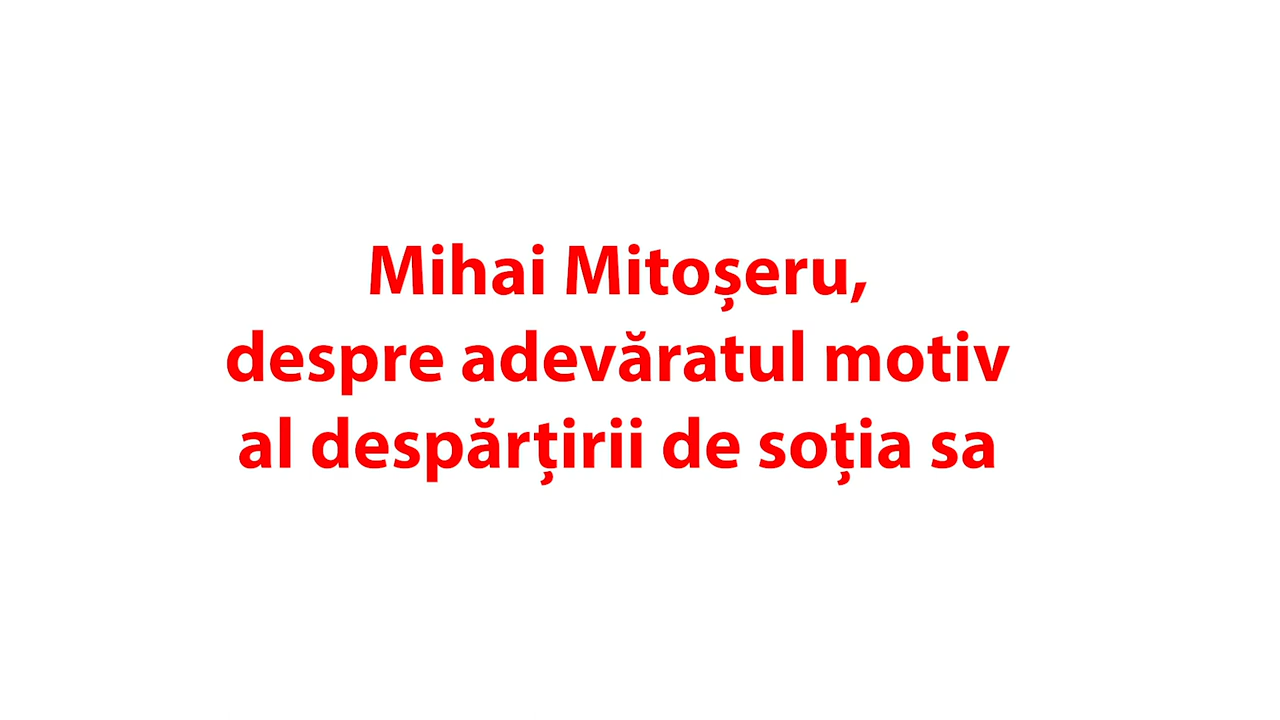 Mihai Mitoșeru,
despre adevăratul motiv
al despărțirii de soția sa